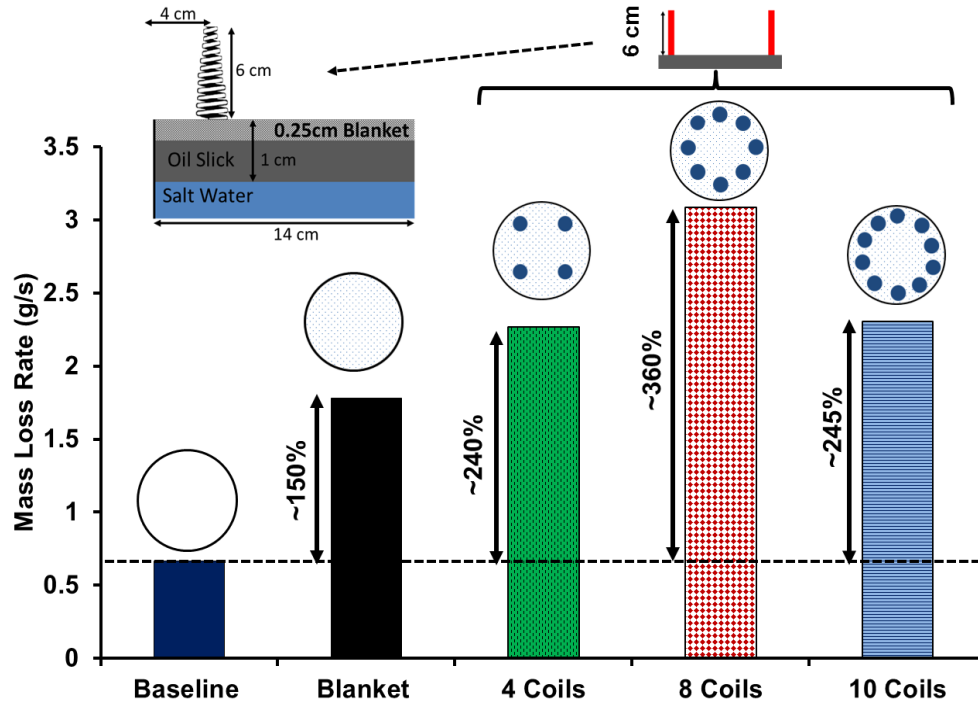 4 cm
6 cm
6 cm
0.25cm Blanket
Oil Slick
1 cm
Salt Water
14 cm
Mass Loss Rate (g/s)
3.5
3
2.5
2
1.5
1
0.5
0
~150%
~240%
~360%
~245%
Baseline
Blanket
4 Coils
8 Coils
10 Coils